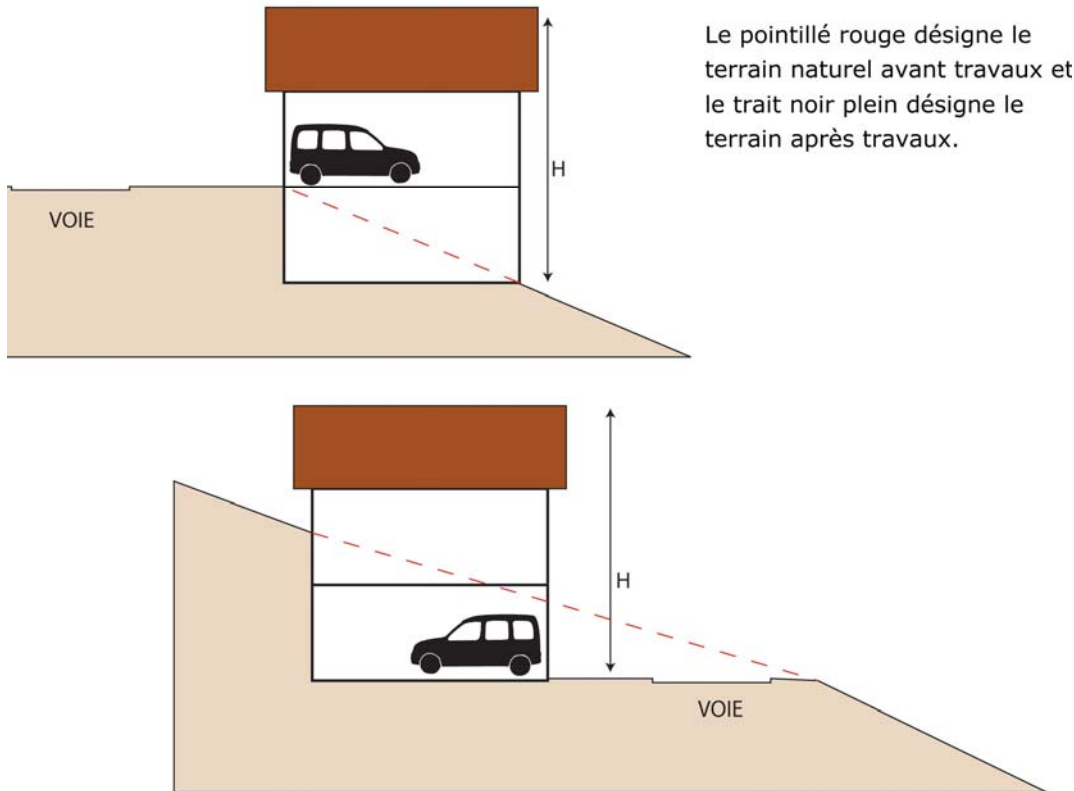 Le pointillé rouge désigne le
terrain naturel avant travaux et
le trait noir plein désigne le
terrain après travaux.
H
VOIE
H
VOIE